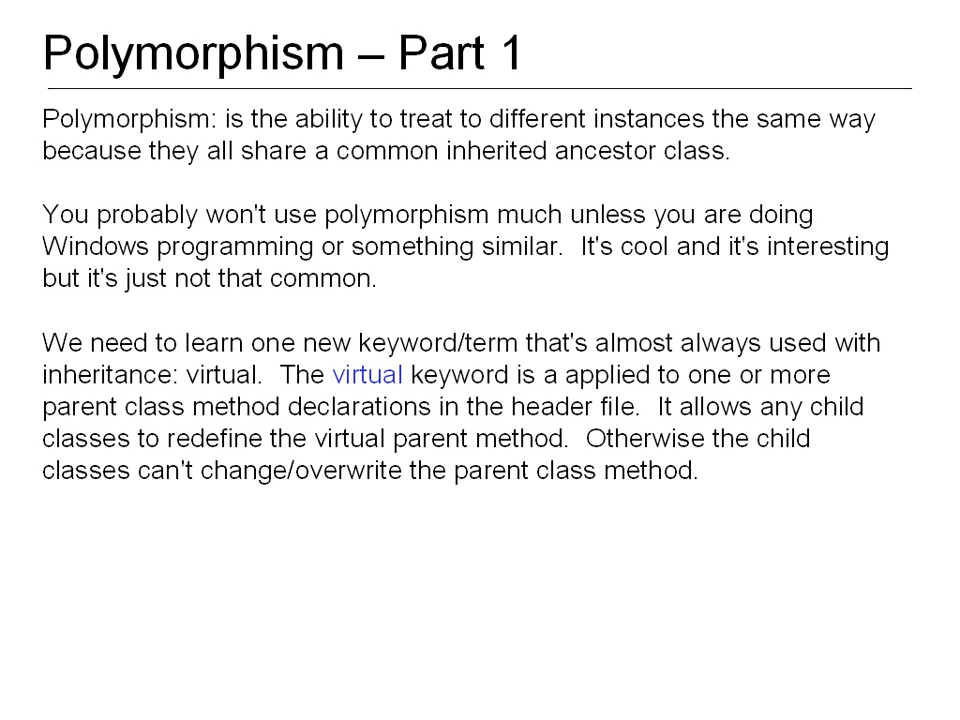 Polymorphism – Part 1
Polymorphism: is the ability to treat to different instances the same way
because they all share a common inherited ancestor class.
You probably won't use polymorphism much unless you are doing
Windows programming or something similar.  It's cool and it's interesting
but it's just not that common.
We need to learn one new keyword/term that's almost always used with
inheritance: virtual.  The virtual keyword is a applied to one or more
parent class method declarations in the header file.  It allows any child
classes to redefine the virtual parent method.  Otherwise the child
classes can't change/overwrite the parent class method.